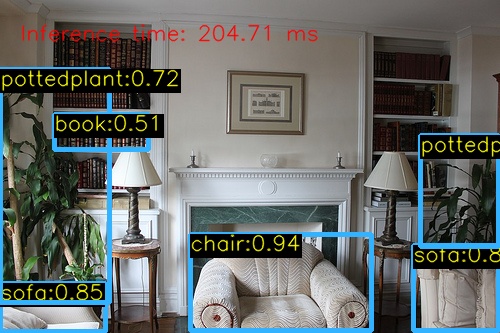 Inference time: 204.71 ms
pottedplant:0.72
book:0.51
pottedp
chair:0.94
sofa:0.8
sofa:0.85